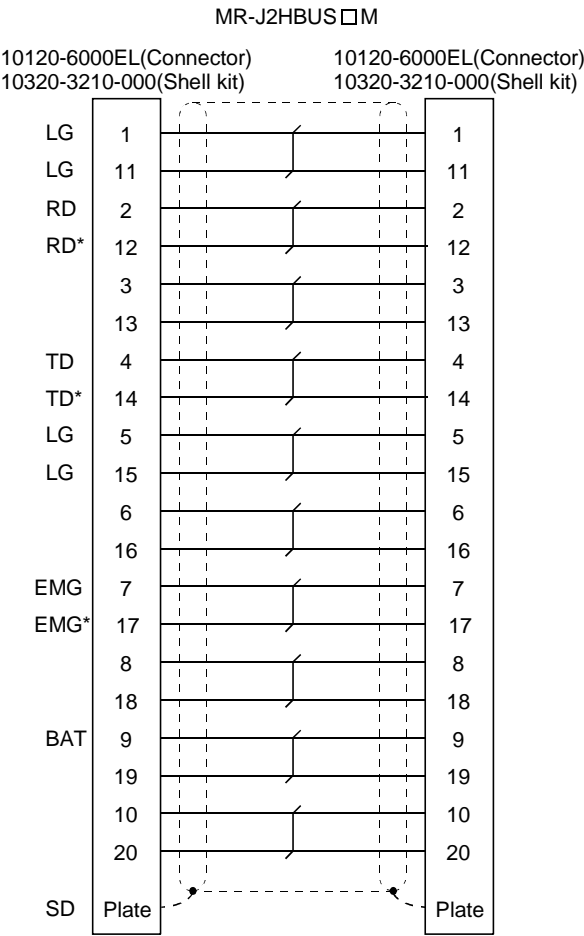 MR-J2HBUS□M
10120-6000EL(Connector) 10120-6000EL(Connector)
10320-3210-000(Shell kit) 10320-3210-000(Shell kit)
LG 1 1
LG 11 11
RD 2 2
RD* 12 12
3 3
13 13
TD 4 4
TD* 14 14
LG 5 5
LG 15 15
6 6
16 16
EMG 7 7
EMG* 17 17
8 8
18 18
BAT 9 9
19 19
10 10
20 20
SD Plate Plate